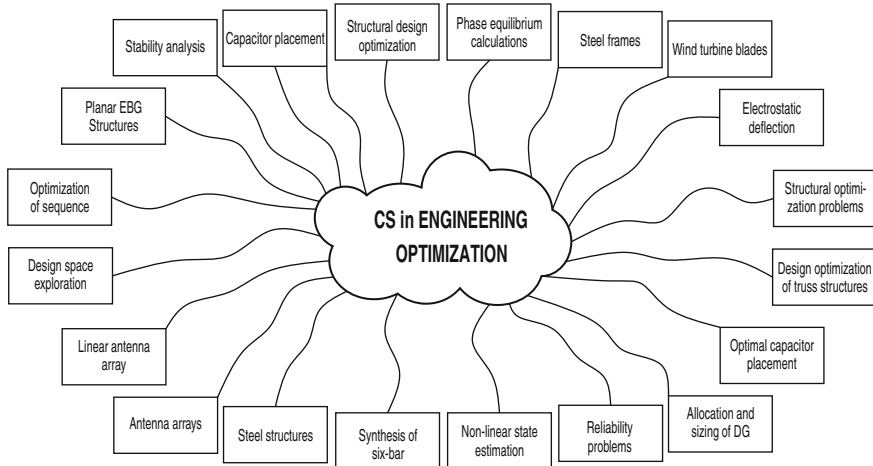 Stability analysis
Capacitor placement
Structural design
optimization
Phase equilibrium
calculations
Steel frames
Wind turbine blades
Planar EBG
Structures
Electrostatic
deflection
Optimization
of sequence
Structural optimi-
zation problems
CS in ENGINEERING
OPTIMIZATION
Design space
exploration
Design optimization
of truss structures
Linear antenna
array
Optimal capacitor
placement
Antenna arrays
Steel structures
Synthesis of
six-bar
Non-linear state
estimation
Reliability
problems
Allocation and
sizing of DG